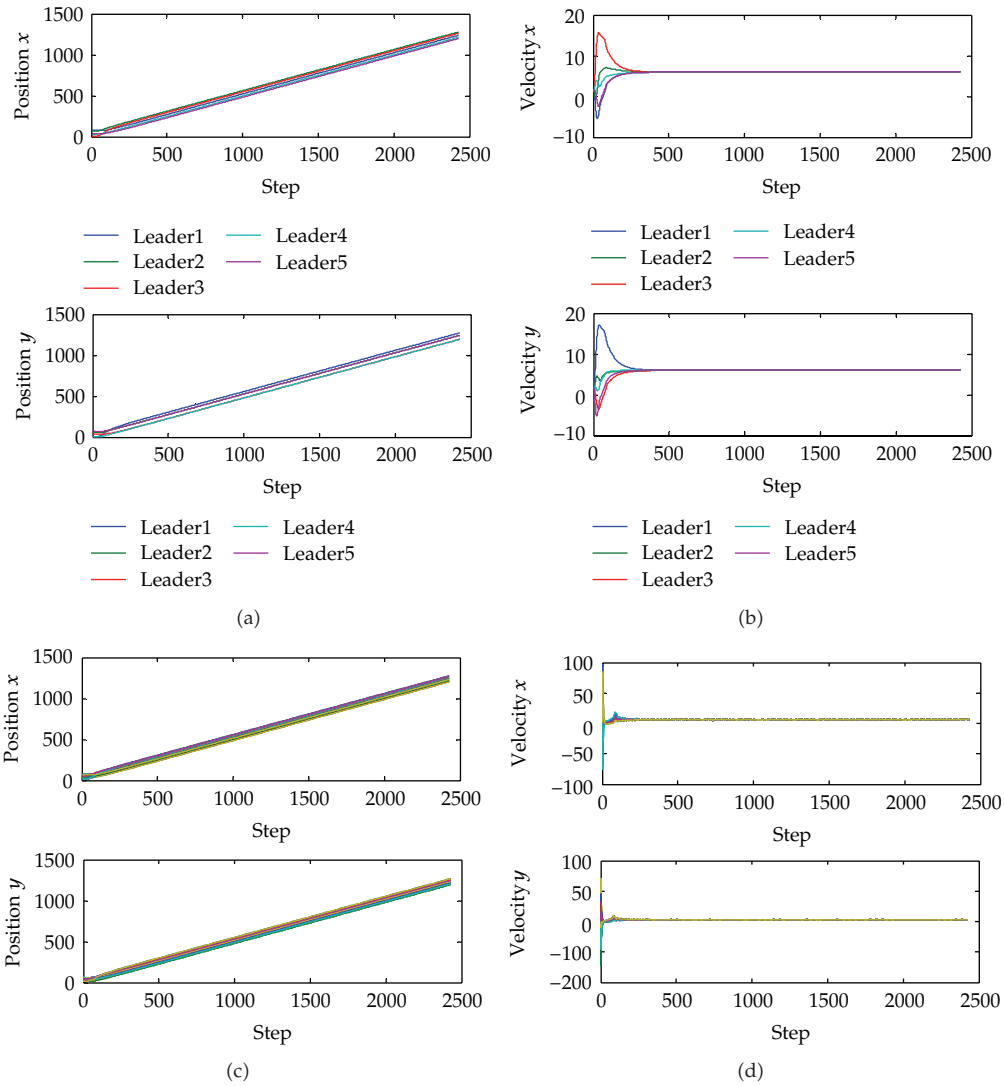 1500
1000
500
0
Position x
0 500 1000 1500 2000 2500
Step
20
10
0
−10
Velocity x
0 500 1000 1500 2000 2500
Step
Leader1 Leader4
Leader2 Leader5
Leader3
Leader1 Leader4
Leader2 Leader5
Leader3
1500
1000
500
0
Position y
0 500 1000 1500 2000 2500
Step
20
10
0
−10
Velocity y
0 500 1000 1500 2000 2500
Step
Leader1 Leader4
Leader2 Leader5
Leader3
Leader1 Leader4
Leader2 Leader5
Leader3
(a)
(b)
1500
1000
500
0
Position x
0 500 1000 1500 2000 2500
Step
100
50
0
−50
−100
Velocity x
0 500 1000 1500 2000 2500
Step
1500
1000
500
0
Position y
0 500 1000 1500 2000 2500
Step
100
50
0
−100
−200
Velocity y
0 500 1000 1500 2000 2500
Step
(c)
(d)